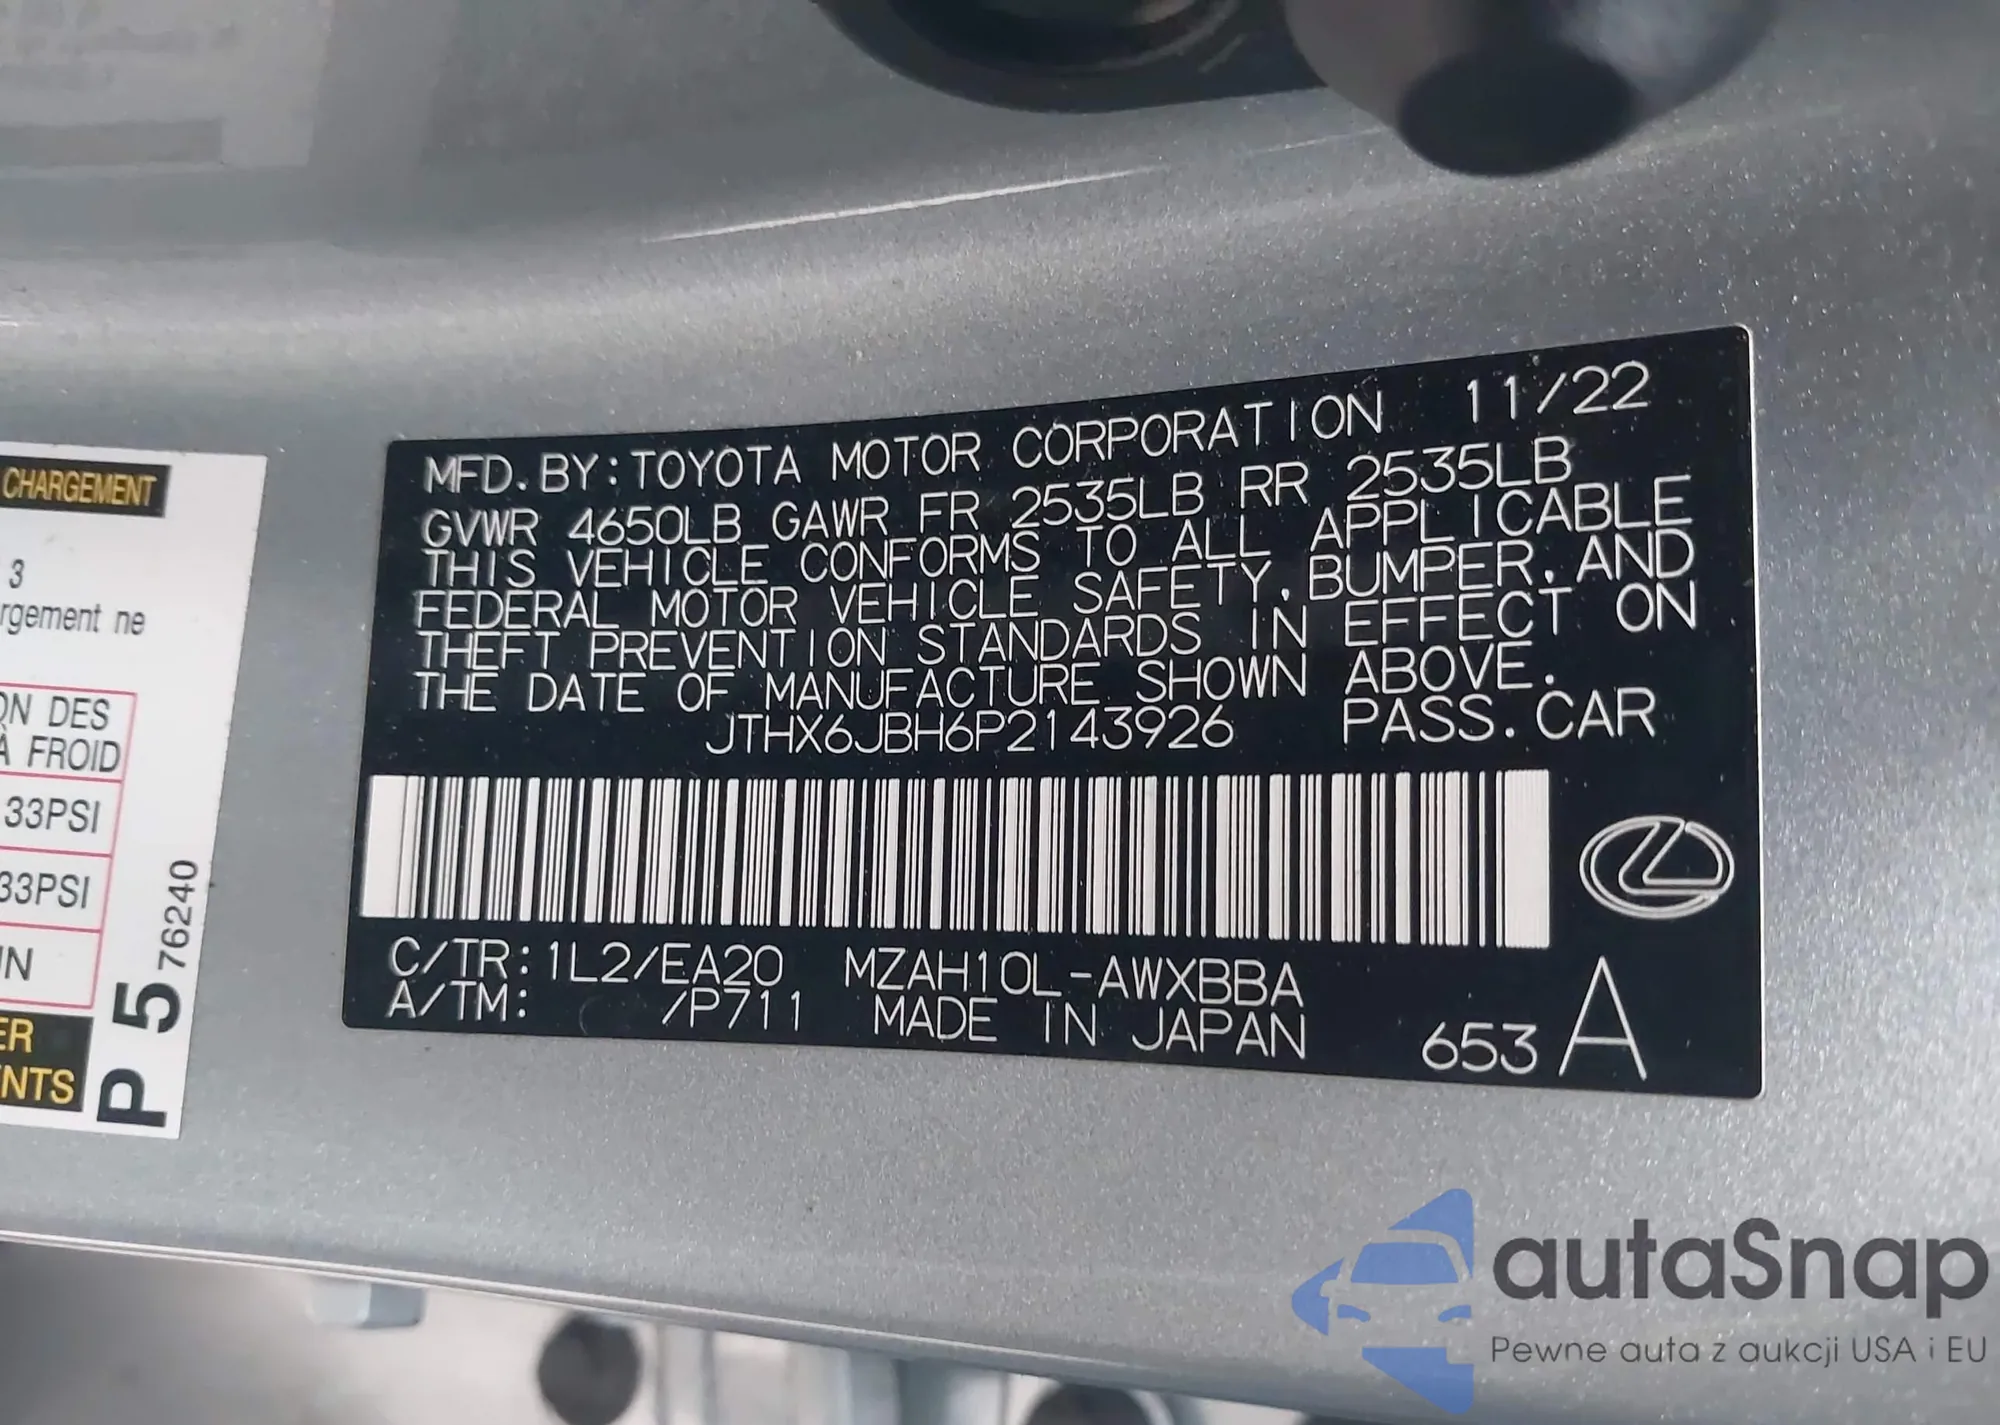 CHARGEMENT
3
rgement ne
ON DES
À FROID
33PSI
33PSI
ER
NTS
P 5 76240
MFD. BY: TOYOTA MOTOR CORPORATION 11/22
GVWR 4650LB GAWR FR 2535LB RR 2535LB
THIS VEHICLE CONFORMS TO ALL APPLICABLE
FEDERAL MOTOR VEHICLE SAFETY, BUMPER, AND
THEFT PREVENTION STANDARDS IN EFFECT ON
THE DATE OF MANUFACTURE SHOWN ABOVE.
JTHX6JBH6P2143926 PASS. CAR
C/TR: 1L2/EA20 MZAH10L-AWXBBA
A/TM: /P711 MADE IN JAPAN 653 A
autaSnap
Pewne auta z aukcji USA i EU